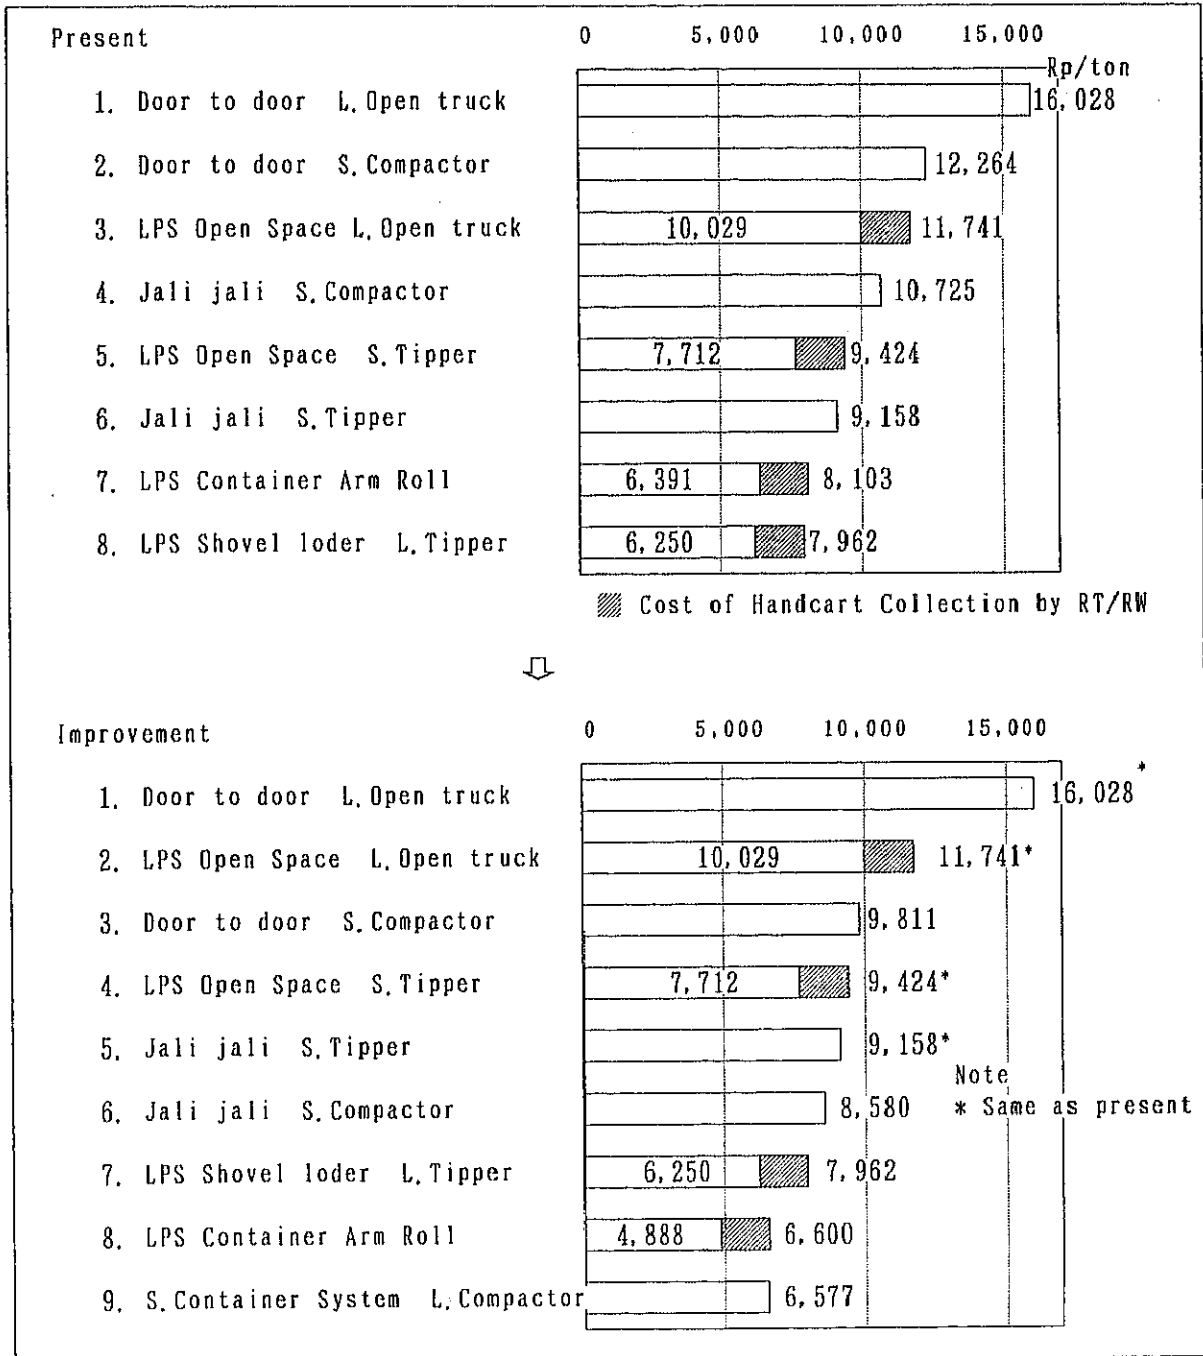 Present 0 5,000 10,000 15,000
Rp/ton
1. Door to door L.Open truck 16,028
2. Door to door S.Compactor 12,264
3. LPS Open Space L.Open truck 10,029 11,741
4. Jali jali S.Compactor 10,725
5. LPS Open Space S.Tipper 7,712 9,424
6. Jali jali S.Tipper 9,158
7. LPS Container Arm Roll 6,391 8,103
8. LPS Shovel loder L.Tipper 6,250 7,962
Cost of Handcart Collection by RT/RW
Improvement 0 5,000 10,000 15,000
1. Door to door L.Open truck 16,028*
2. LPS Open Space L.Open truck 10,029 11,741*
3. Door to door S.Compactor 9,811
4. LPS Open Space S.Tipper 7,712 9,424*
5. Jali jali S.Tipper 9,158*
Note
6. Jali jali S.Compactor 8,580 * Same as present
7. LPS Shovel loder L.Tipper 6,250 7,962
8. LPS Container Arm Roll 4,888 6,600
9. S.Container System L.Compactor 6,577